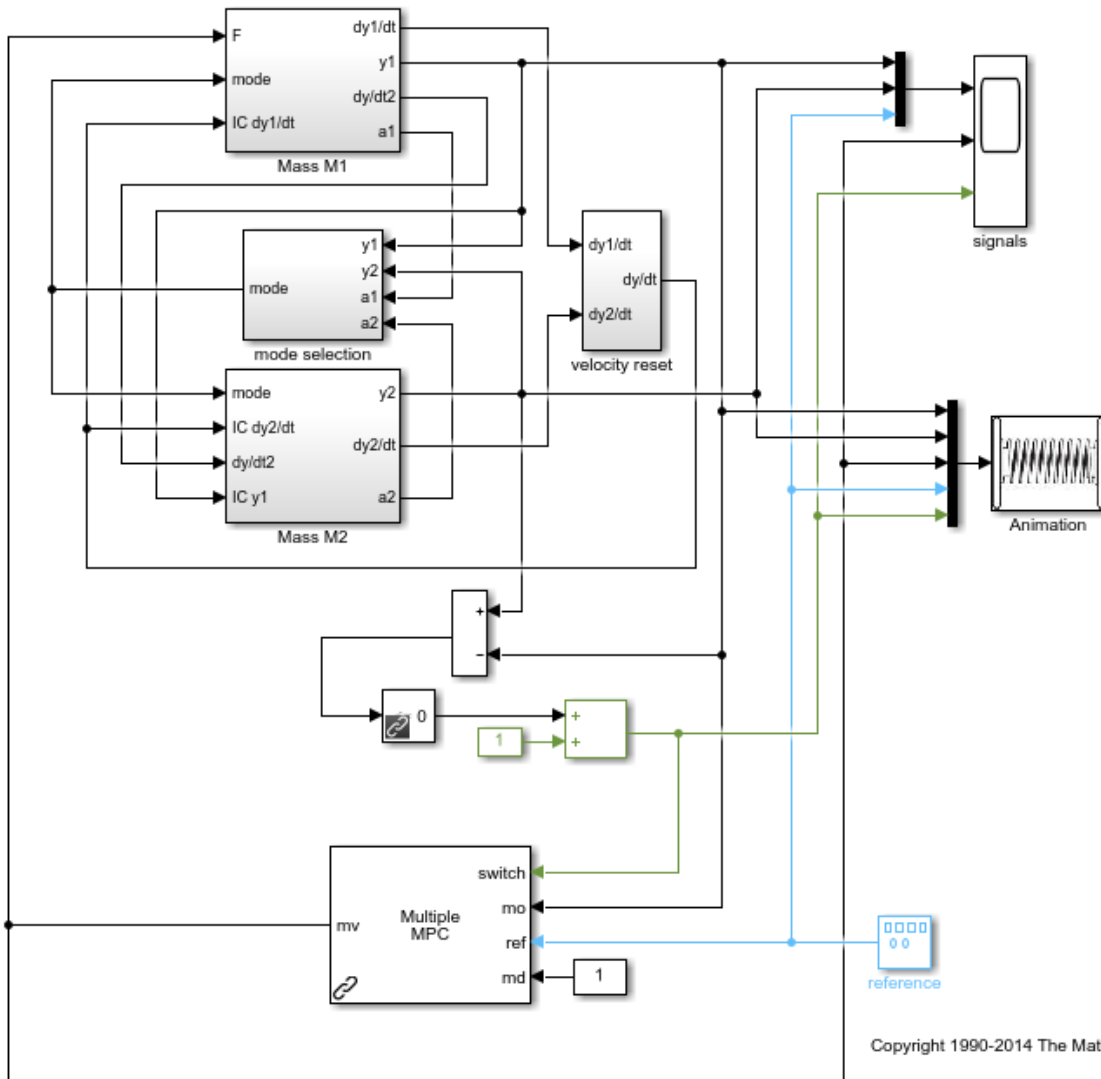 F
mode
IC dy1/dt
dy1/dt
y1
dy/dt2
a1
Mass M1
signals
mode
y1
y2
a1
a2
mode selection
dy1/dt
dy2/dt
dy/dt
velocity reset
mode
IC dy2/dt
dy/dt2
IC y1
y2
dy2/dt
a2
Mass M2
Animation
+
−
0
1
+
+
mv
Multiple
MPC
switch
mo
ref
md
1
0 0
reference
Copyright 1990-2014 The Mat